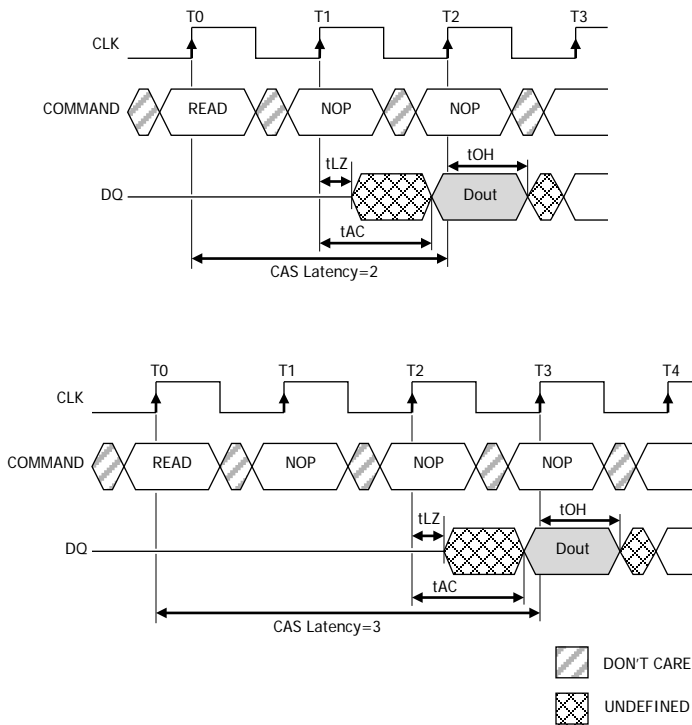 T0 T1 T2 T3
CLK
COMMAND READ NOP NOP
tLZ tOH
DQ Dout
tAC
CAS Latency=2
T0 T1 T2 T3 T4
CLK
COMMAND READ NOP NOP NOP
tLZ tOH
DQ Dout
tAC
CAS Latency=3
DON'T CARE
UNDEFINED